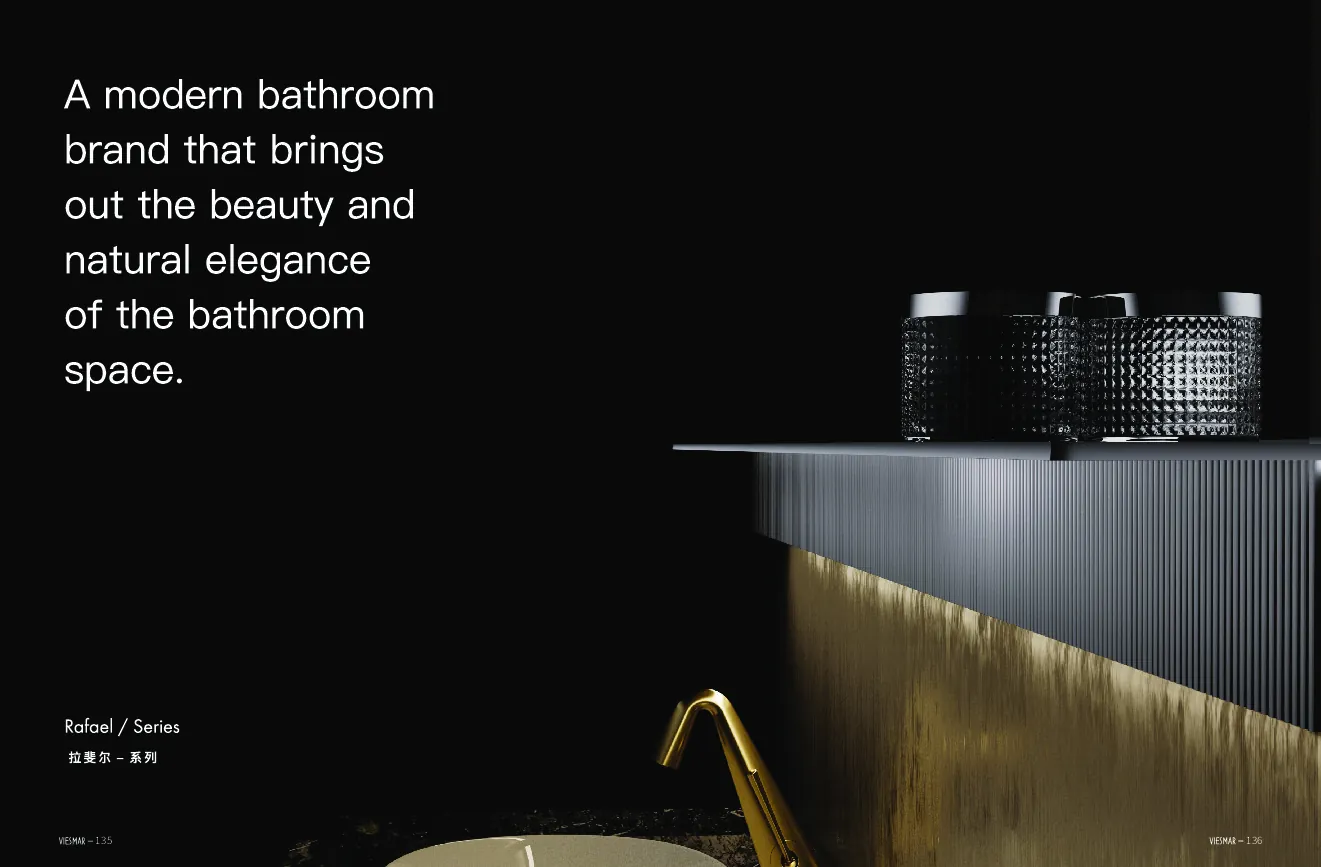 A modern bathroom
brand that brings
out the beauty and
natural elegance
of the bathroom
space.
Rafael / Series
拉斐尔 – 系列
VIESMAR – 135
VIESMAR – 136